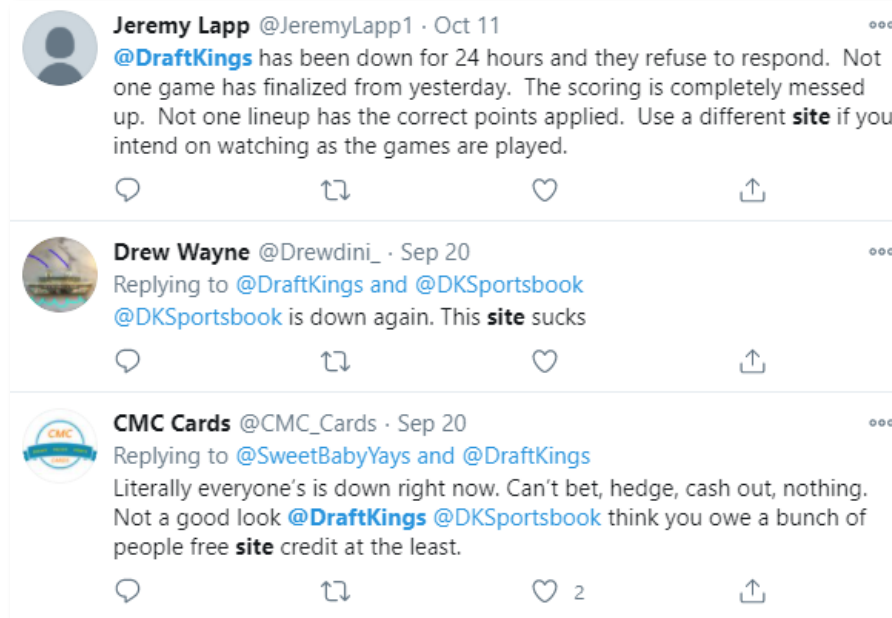 Jeremy Lapp @JeremyLapp1 · Oct 11
@DraftKings has been down for 24 hours and they refuse to respond. Not
one game has finalized from yesterday. The scoring is completely messed
up. Not one lineup has the correct points applied. Use a different site if you
intend on watching as the games are played.
Drew Wayne @Drewdini_ · Sep 20
Replying to @DraftKings and @DKSportsbook
@DKSportsbook is down again. This site sucks
CMC Cards @CMC_Cards · Sep 20
CMC
Replying to @SweetBabyYays and @DraftKings
Literally everyone's is down right now. Can't bet, hedge, cash out, nothing.
Not a good look @DraftKings @DKSportsbook think you owe a bunch of
people free site credit at the least.
2